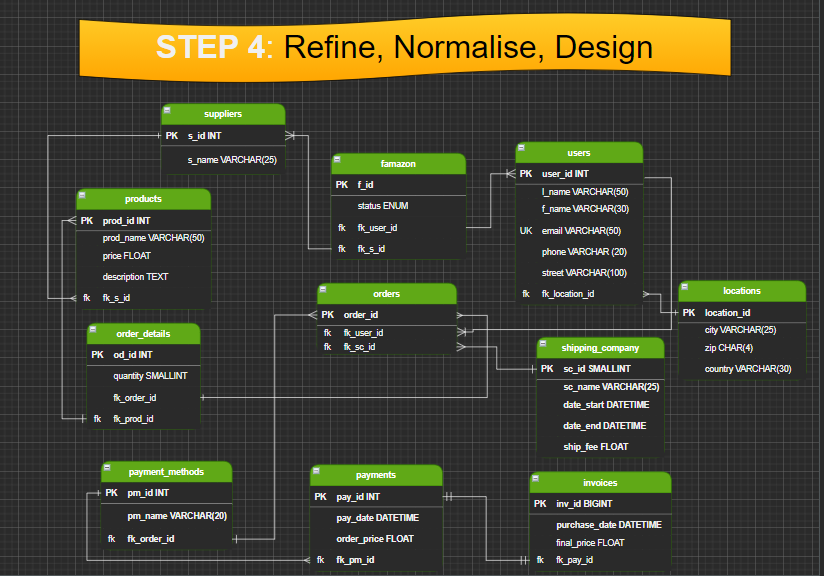 STEP 4: Refine, Normalise, Design
suppliers
PK s_id INT
s_name VARCHAR(25)
famazon
PK f_id
status ENUM
fk fk_user_id
fk fk_s_id
users
PK user_id INT
l_name VARCHAR(50)
f_name VARCHAR(30)
UK email VARCHAR(50)
phone VARCHAR (20)
street VARCHAR(100)
fk fk_location_id
products
PK prod_id INT
prod_name VARCHAR(50)
price FLOAT
description TEXT
fk fk_s_id
orders
PK order_id
fk fk_user_id
fk fk_sc_id
locations
PK location_id
city VARCHAR(25)
zip CHAR(4)
country VARCHAR(30)
order_details
PK od_id INT
quantity SMALLINT
fk_order_id
fk fk_prod_id
shipping_company
PK sc_id SMALLINT
sc_name VARCHAR(25)
date_start DATETIME
date_end DATETIME
ship_fee FLOAT
payment_methods
PK pm_id INT
pm_name VARCHAR(20)
fk fk_order_id
payments
PK pay_id INT
pay_date DATETIME
order_price FLOAT
fk fk_pm_id
invoices
PK inv_id BIGINT
purchase_date DATETIME
final_price FLOAT
fk fk_pay_id